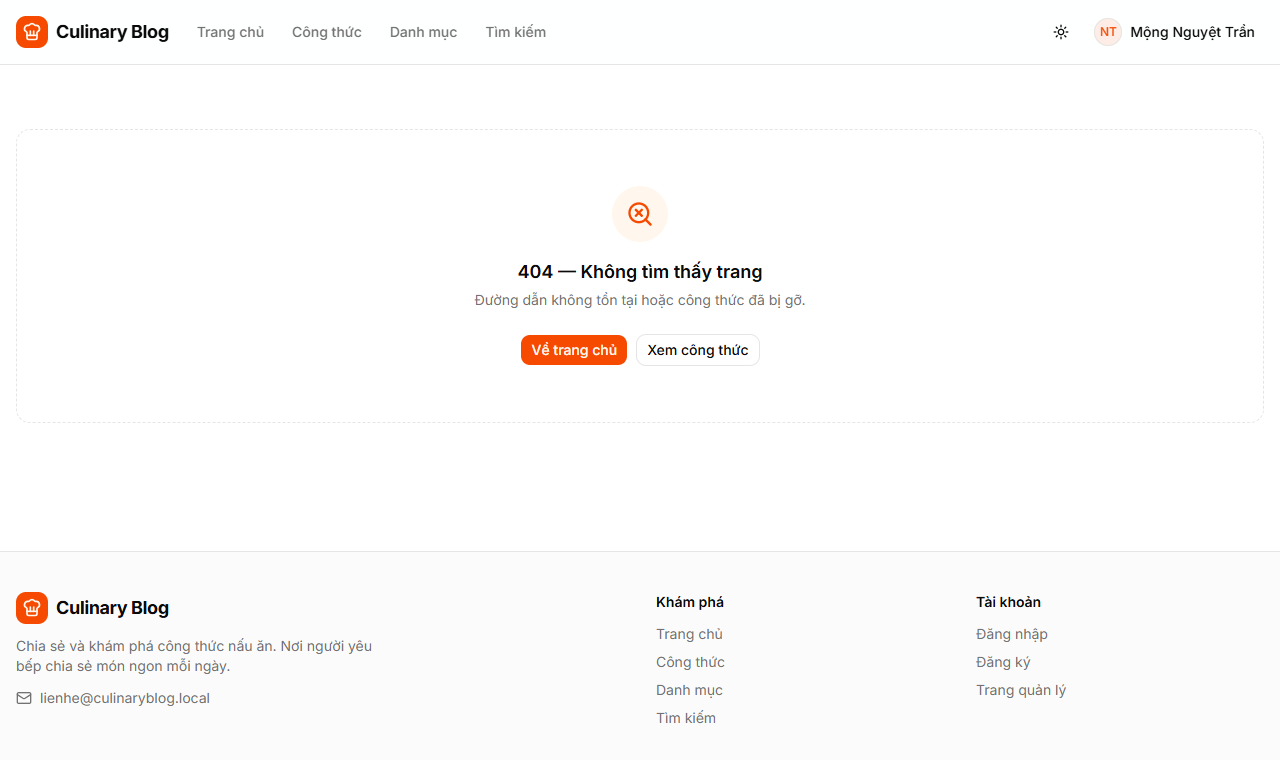 Culinary Blog
Trang chủ
Công thức
Danh mục
Tìm kiếm
NT
Mộng Nguyệt Trần
404 — Không tìm thấy trang
Đường dẫn không tồn tại hoặc công thức đã bị gỡ.
Về trang chủ
Xem công thức
Culinary Blog
Chia sẻ và khám phá công thức nấu ăn. Nơi người yêu
bếp chia sẻ món ngon mỗi ngày.
lienhe@culinaryblog.local
Khám phá
Trang chủ
Công thức
Danh mục
Tìm kiếm
Tài khoản
Đăng nhập
Đăng ký
Trang quản lý